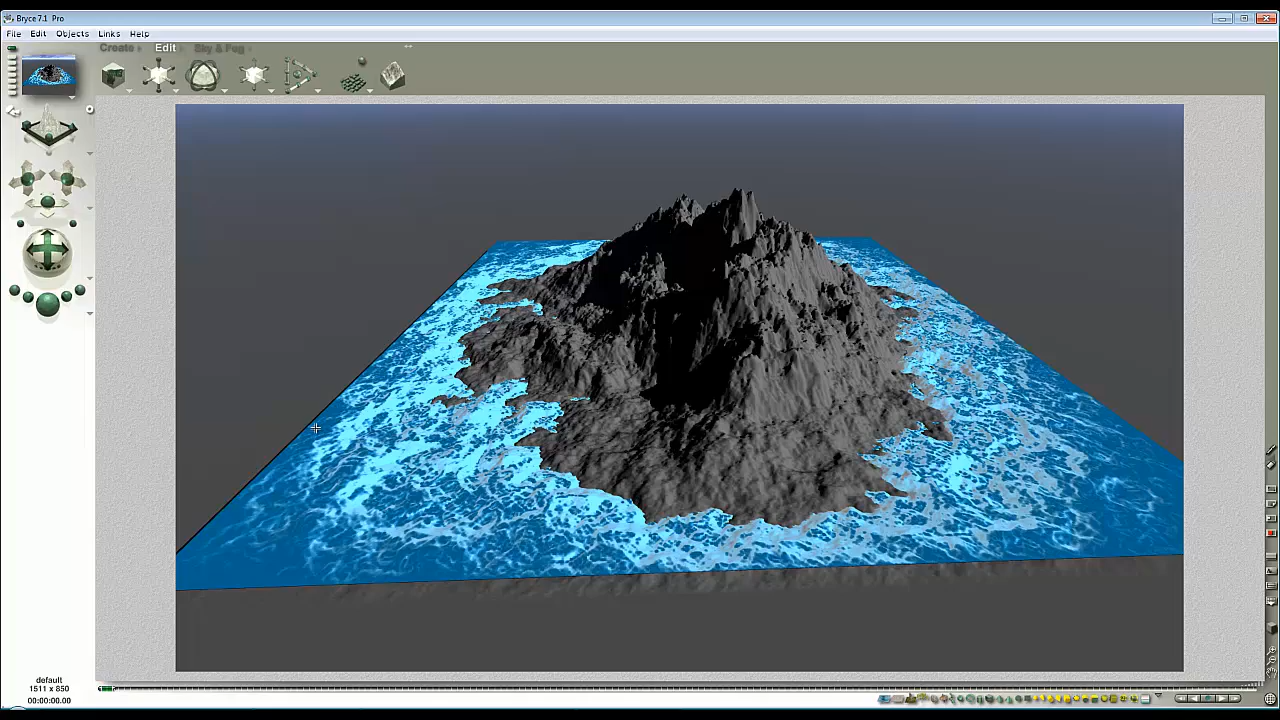 Bryce 7.1 Pro
File Edit Objects Links Help
Create Edit Sky & Fog
default
1511 x 850
00:00:00.00